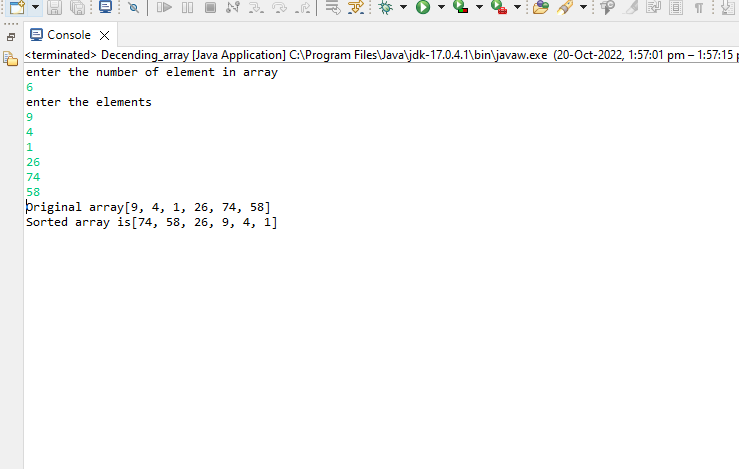 Console
<terminated> Decending_array [Java Application] C:\Program Files\Java\jdk-17.0.4.1\bin\javaw.exe (20-Oct-2022, 1:57:01 pm – 1:57:15 p
enter the number of element in array
6
enter the elements
9
4
1
26
74
58
Original array[9, 4, 1, 26, 74, 58]
Sorted array is[74, 58, 26, 9, 4, 1]